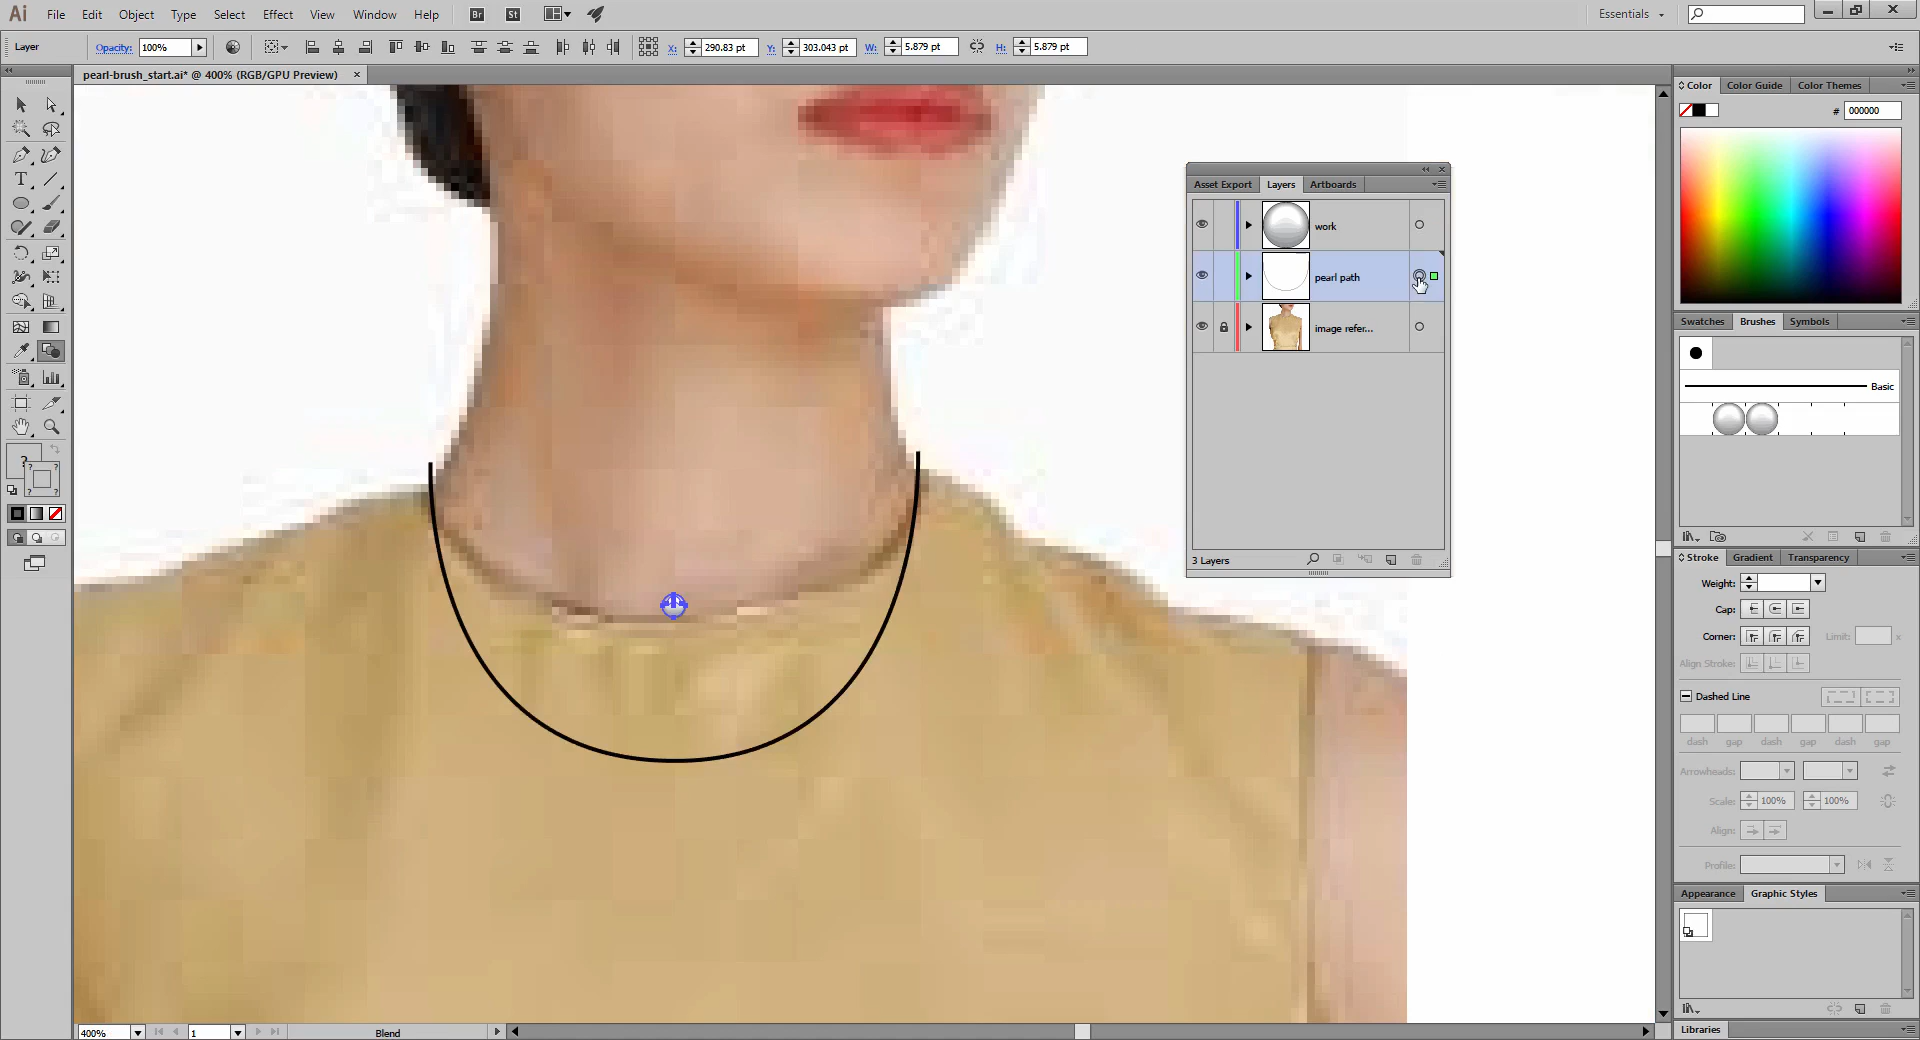 Ai File Edit Object Type Select Effect View Window Help Br St Essentials
Layer Opacity: 100% X: 290.83 pt Y: 303.043 pt W: 5.879 pt H: 5.879 pt
pearl-brush_start.ai* @ 400% (RGB/GPU Preview) ×
Color Color Guide Color Themes
# 000000
Asset Export Layers Artboards
work
pearl path
image refer...
3 Layers
Swatches Brushes Symbols
Basic
Stroke Gradient Transparency
Weight:
Cap:
Corner: Limit: x
Align Stroke:
Dashed Line
dash gap dash gap dash gap
Arrowheads:
Scale: 100% 100%
Align:
Profile:
Appearance Graphic Styles
Libraries
T
?
? ?
? ?
400% 1 Blend